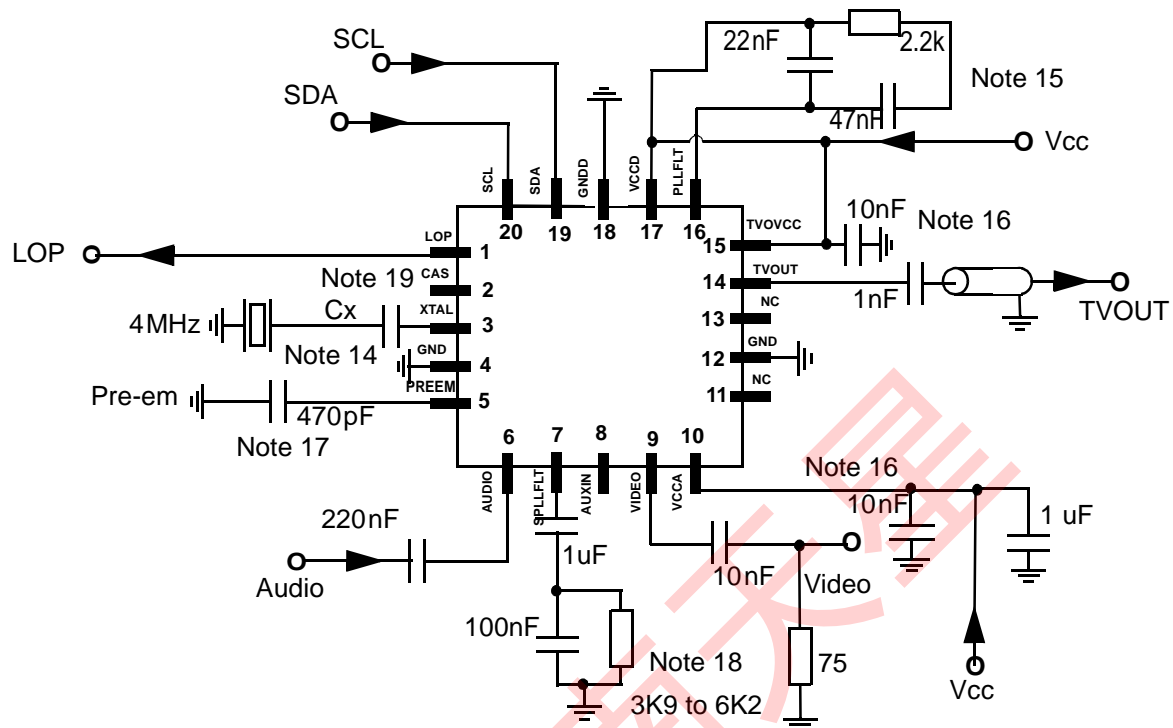 SCL
22nF
2.2k
SDA
Note 15
47nF
Vcc
SCL
SDA
GNDD
VCCD
PLLFLT
20
19
18
17
16
LOP
LOP
1
Note 19
CAS
2
4MHz
Cx
XTAL
3
Note 14
GND
4
Pre-em
PREEM
5
470pF
Note 17
TVOVCC
15
10nF
Note 16
TVOUT
14
1nF
TVOUT
NC
13
GND
12
NC
11
6
7
8
9
10
AUDIO
SPLLFLT
AUXIN
VIDEO
VCCA
Note 16
220nF
Audio
1uF
10nF
Video
10nF
1 uF
100nF
Note 18
3K9 to 6K2
75
Vcc
天星